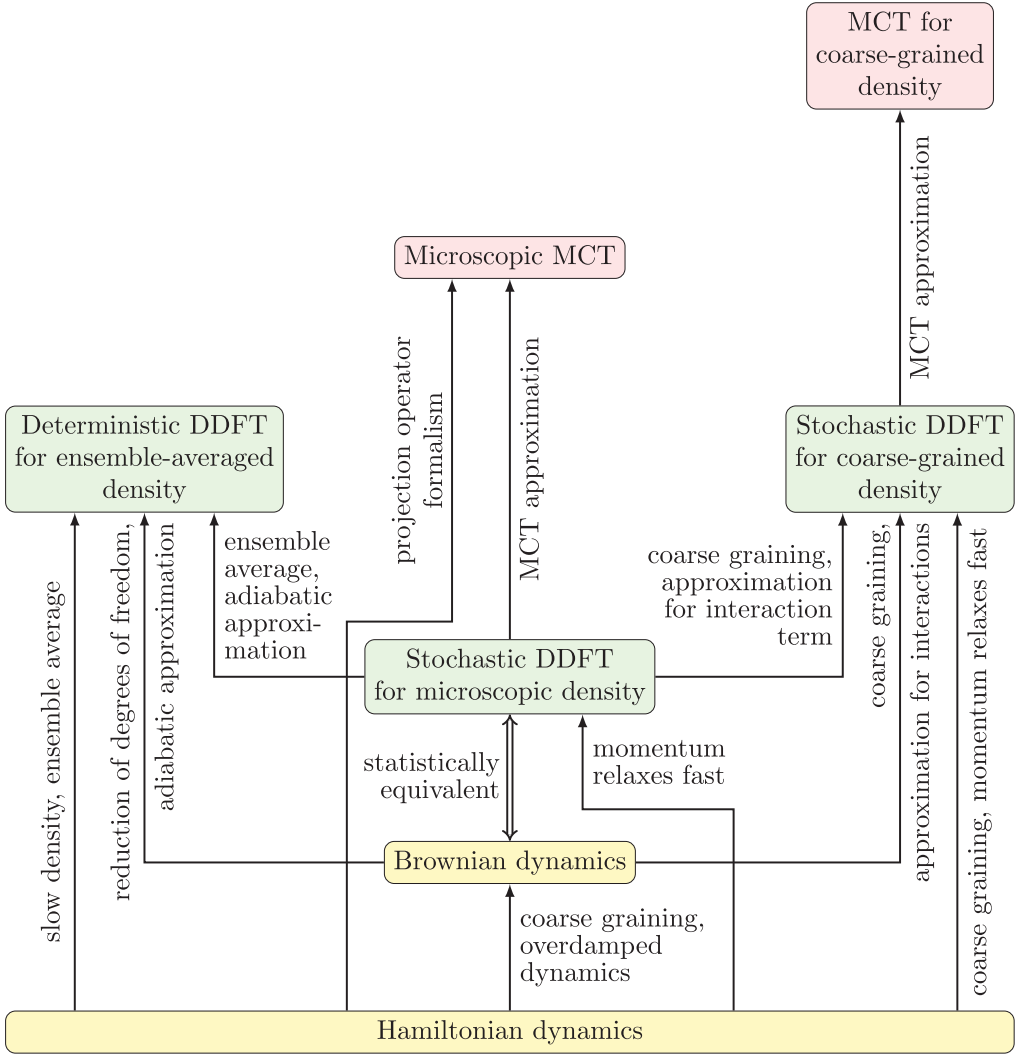 MCT for
coarse-grained
density
MCT approximation
Microscopic MCT
projection operator
formalism
MCT approximation
Deterministic DDFT
for ensemble-averaged
density
Stochastic DDFT
for coarse-grained
density
slow density, ensemble average
reduction of degrees of freedom,
adiabatic approximation
ensemble
average,
adiabatic
approxi-
mation
coarse graining,
approximation
for interaction
term
coarse graining,
approximation for interactions
coarse graining, momentum relaxes fast
Stochastic DDFT
for microscopic density
statistically
equivalent
momentum
relaxes fast
Brownian dynamics
coarse graining,
overdamped
dynamics
Hamiltonian dynamics